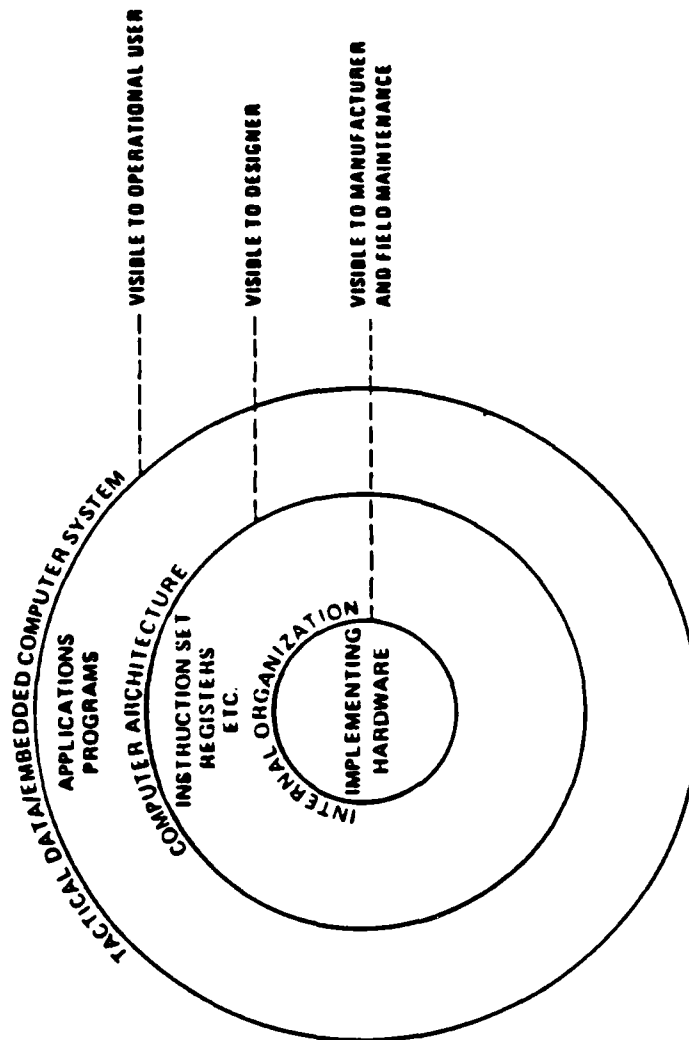 TACTICAL DATA/EMBEDDED COMPUTER SYSTEM
APPLICATIONS
PROGRAMS
COMPUTER ARCHITECTURE
INSTRUCTION SET
REGISTERS
ETC.
INTERNAL ORGANIZATION
IMPLEMENTING
HARDWARE
VISIBLE TO OPERATIONAL USER
VISIBLE TO DESIGNER
VISIBLE TO MANUFACTURER
AND FIELD MAINTENANCE